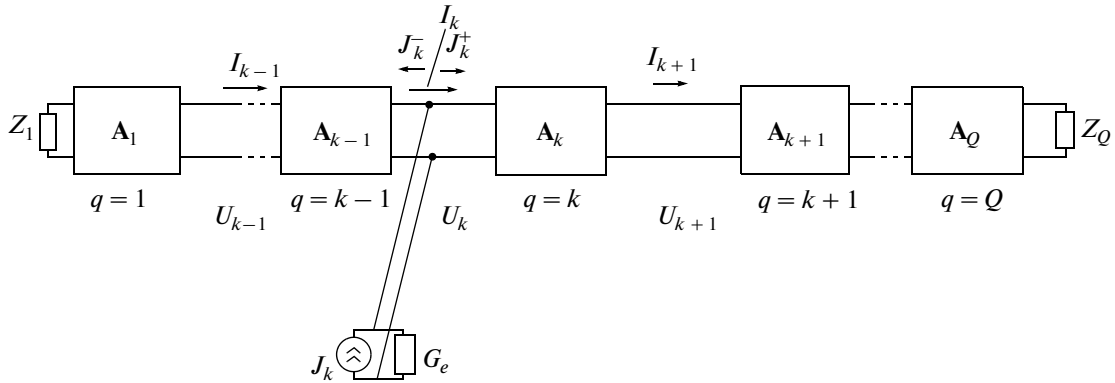 I_k
J_k^- J_k^+
I_{k-1} I_{k+1}
Z_1 A_1 A_{k-1} A_k A_{k+1} A_Q Z_Q
q = 1 q = k-1 q = k q = k+1 q = Q
U_{k-1} U_k U_{k+1}
J_k G_e